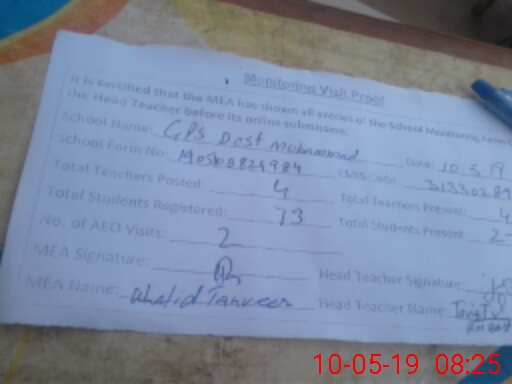 Monitoring Visit Proof
It is certified that the MEA has shown all entries of the School Monitoring Form
the Head Teacher before its online submission.
School Name: GPS Dost Muhammad Date: 10.5.19
School Form No: EMIS Code: 31330289
Total Teachers Posted: 4 Total Teachers Present: 4
Total Students Registered: 73 Total Students Present: 2
No. of AEO Visits: 2
MEA Signature: Head Teacher Signature:
MEA Name: Khalid Tanveer Head Teacher Name:
10-05-19 08:25